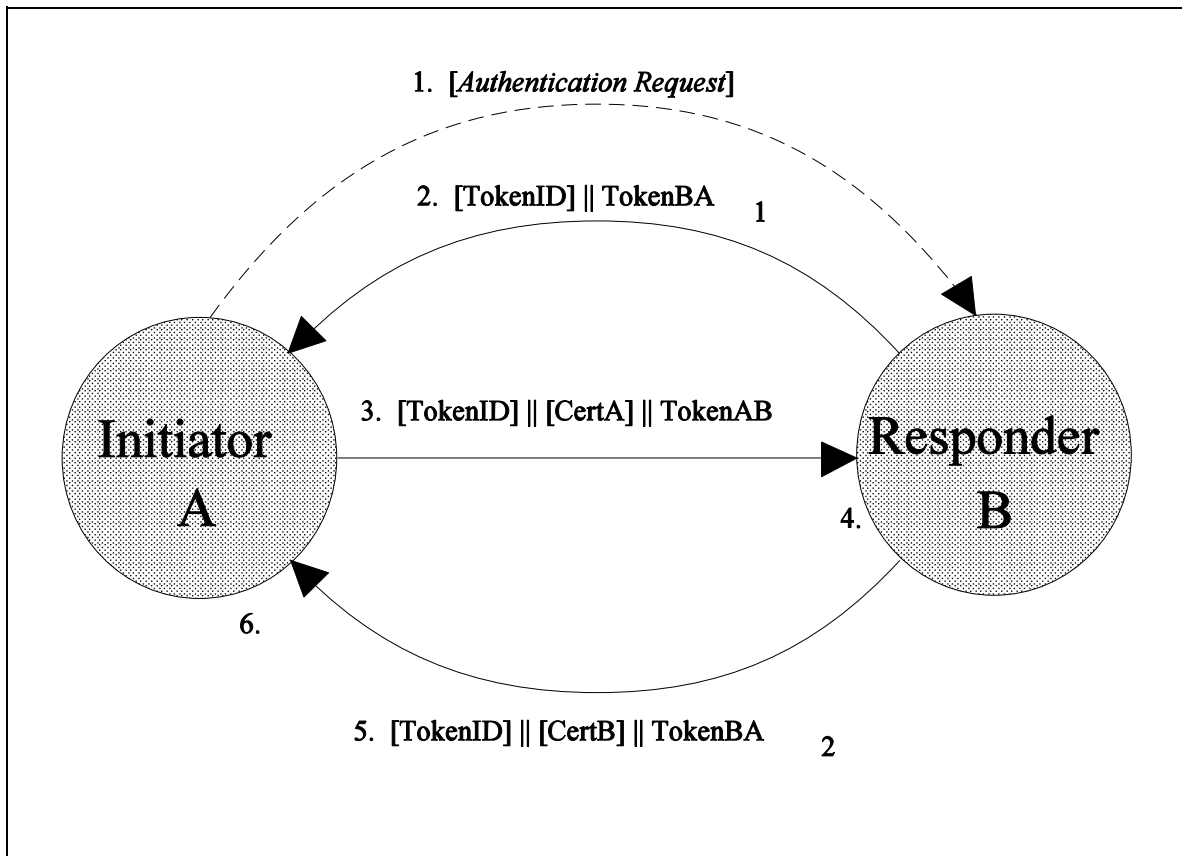 1. [Authentication Request]
2. [TokenID] || TokenBA 1
3. [TokenID] || [CertA] || TokenAB
Initiator
A
Responder
B
4.
6.
5. [TokenID] || [CertB] || TokenBA 2